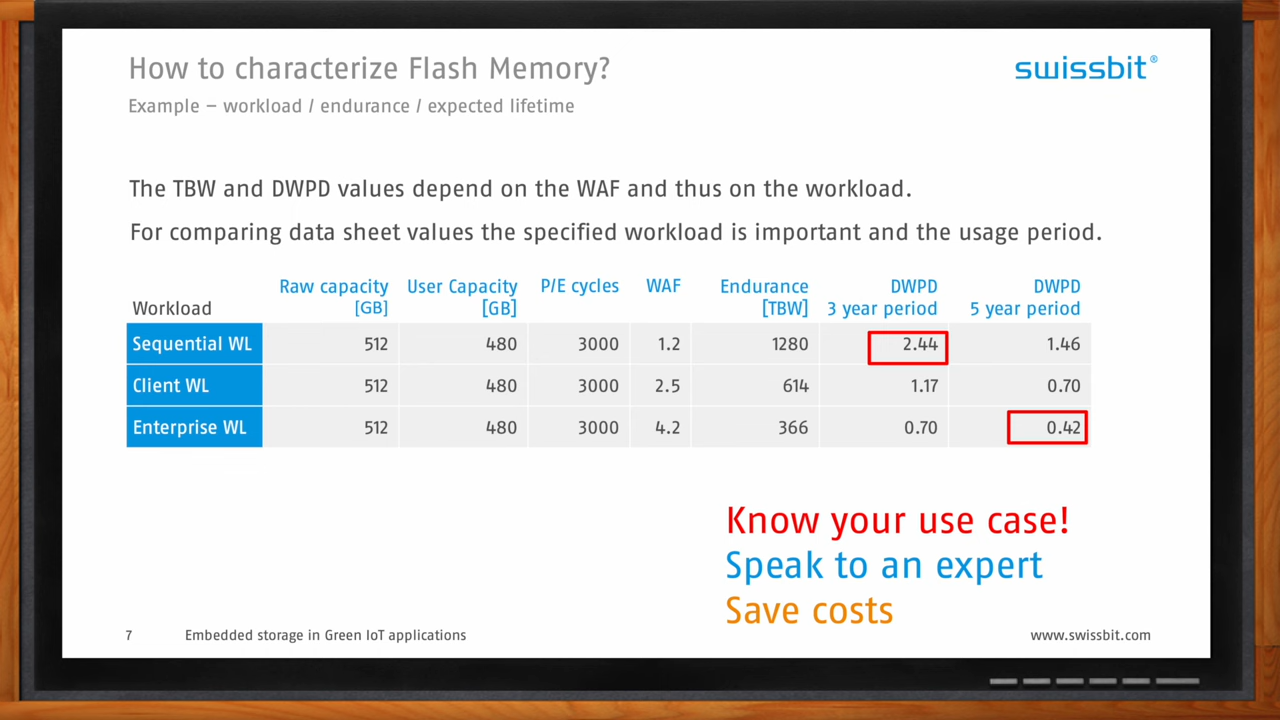 How to characterize Flash Memory?
swissbit®
Example – workload / endurance / expected lifetime
The TBW and DWPD values depend on the WAF and thus on the workload.
For comparing data sheet values the specified workload is important and the usage period.
Workload Raw capacity [GB] User Capacity [GB] P/E cycles WAF Endurance [TBW] DWPD 3 year period DWPD 5 year period
Sequential WL 512 480 3000 1.2 1280 2.44 1.46
Client WL 512 480 3000 2.5 614 1.17 0.70
Enterprise WL 512 480 3000 4.2 366 0.70 0.42
Know your use case!
Speak to an expert
Save costs
7 Embedded storage in Green IoT applications www.swissbit.com